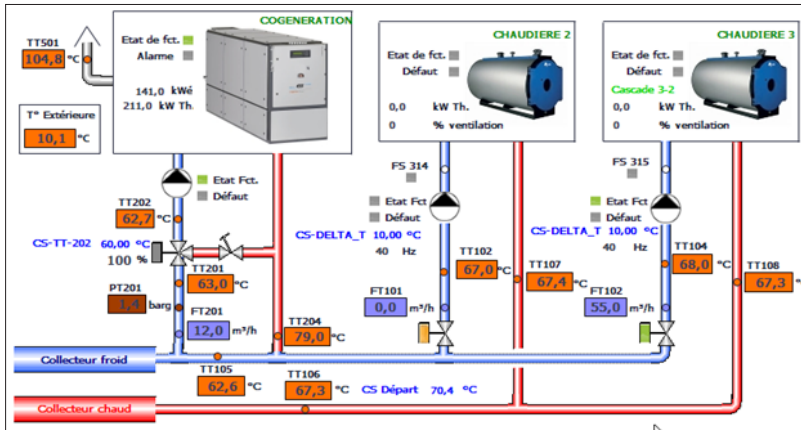 COGENERATION
TT501
104,8 °C
Etat de fct.
Alarme
141,0 kWé
211,0 kW Th.
T° Extérieure
10,1 °C
CHAUDIERE 2
Etat de fct.
Défaut
0,0 kW Th.
0 % ventilation
CHAUDIERE 3
Etat de fct.
Défaut
Cascade 3-2
0,0 kW Th.
0 % ventilation
Etat Fct.
Défaut
TT202
62,7 °C
CS-TT-202 60,00 °C
100 %
TT201
63,0 °C
PT201
1,4 barg
FT201
12,0 m³/h
TT204
79,0 °C
FS 314
Etat Fct
Défaut
CS-DELTA_T 10,00 °C
40 Hz
TT102
67,0 °C
TT107
67,4 °C
FT101
0,0 m³/h
FS 315
Etat Fct
Défaut
CS-DELTA_T 10,00 °C
40 Hz
TT104
68,0 °C
TT108
67,3 °
FT102
55,0 m³/h
Collecteur froid
TT105
62,6 °C
TT106
67,3 °C
CS Départ 70,4 °C
Collecteur chaud